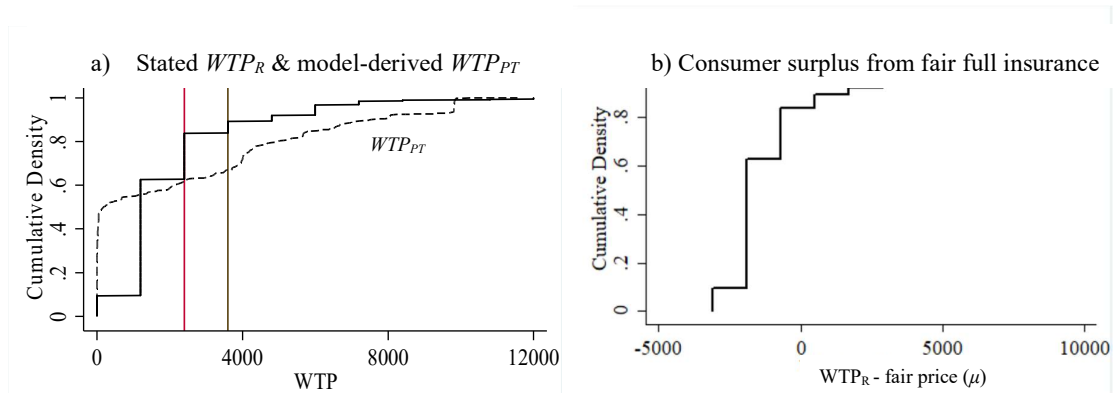 a) Stated WTP_R & model-derived WTP_PT
Cumulative Density
1
.8
.6
.4
.2
0
WTP_PT
0 4000 8000 12000
WTP
b) Consumer surplus from fair full insurance
Cumulative Density
.8
.6
.4
.2
0
-5000 0 5000 10000
WTP_R - fair price (μ)